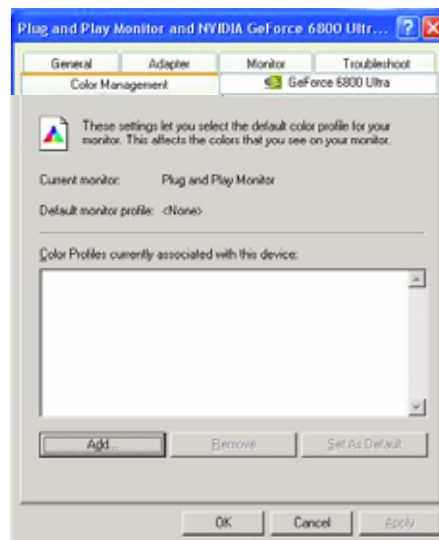 Plug and Play Monitor and NVIDIA GeForce 6800 Ultr...
General Adapter Monitor Troubleshoot
Color Management GeForce 6800 Ultra
These settings let you select the default color profile for your
monitor. This affects the colors that you see on your monitor.
Current monitor: Plug and Play Monitor
Default monitor profile: <None>
Color Profiles currently associated with this device:
Add... Remove Set As Default
OK Cancel Apply